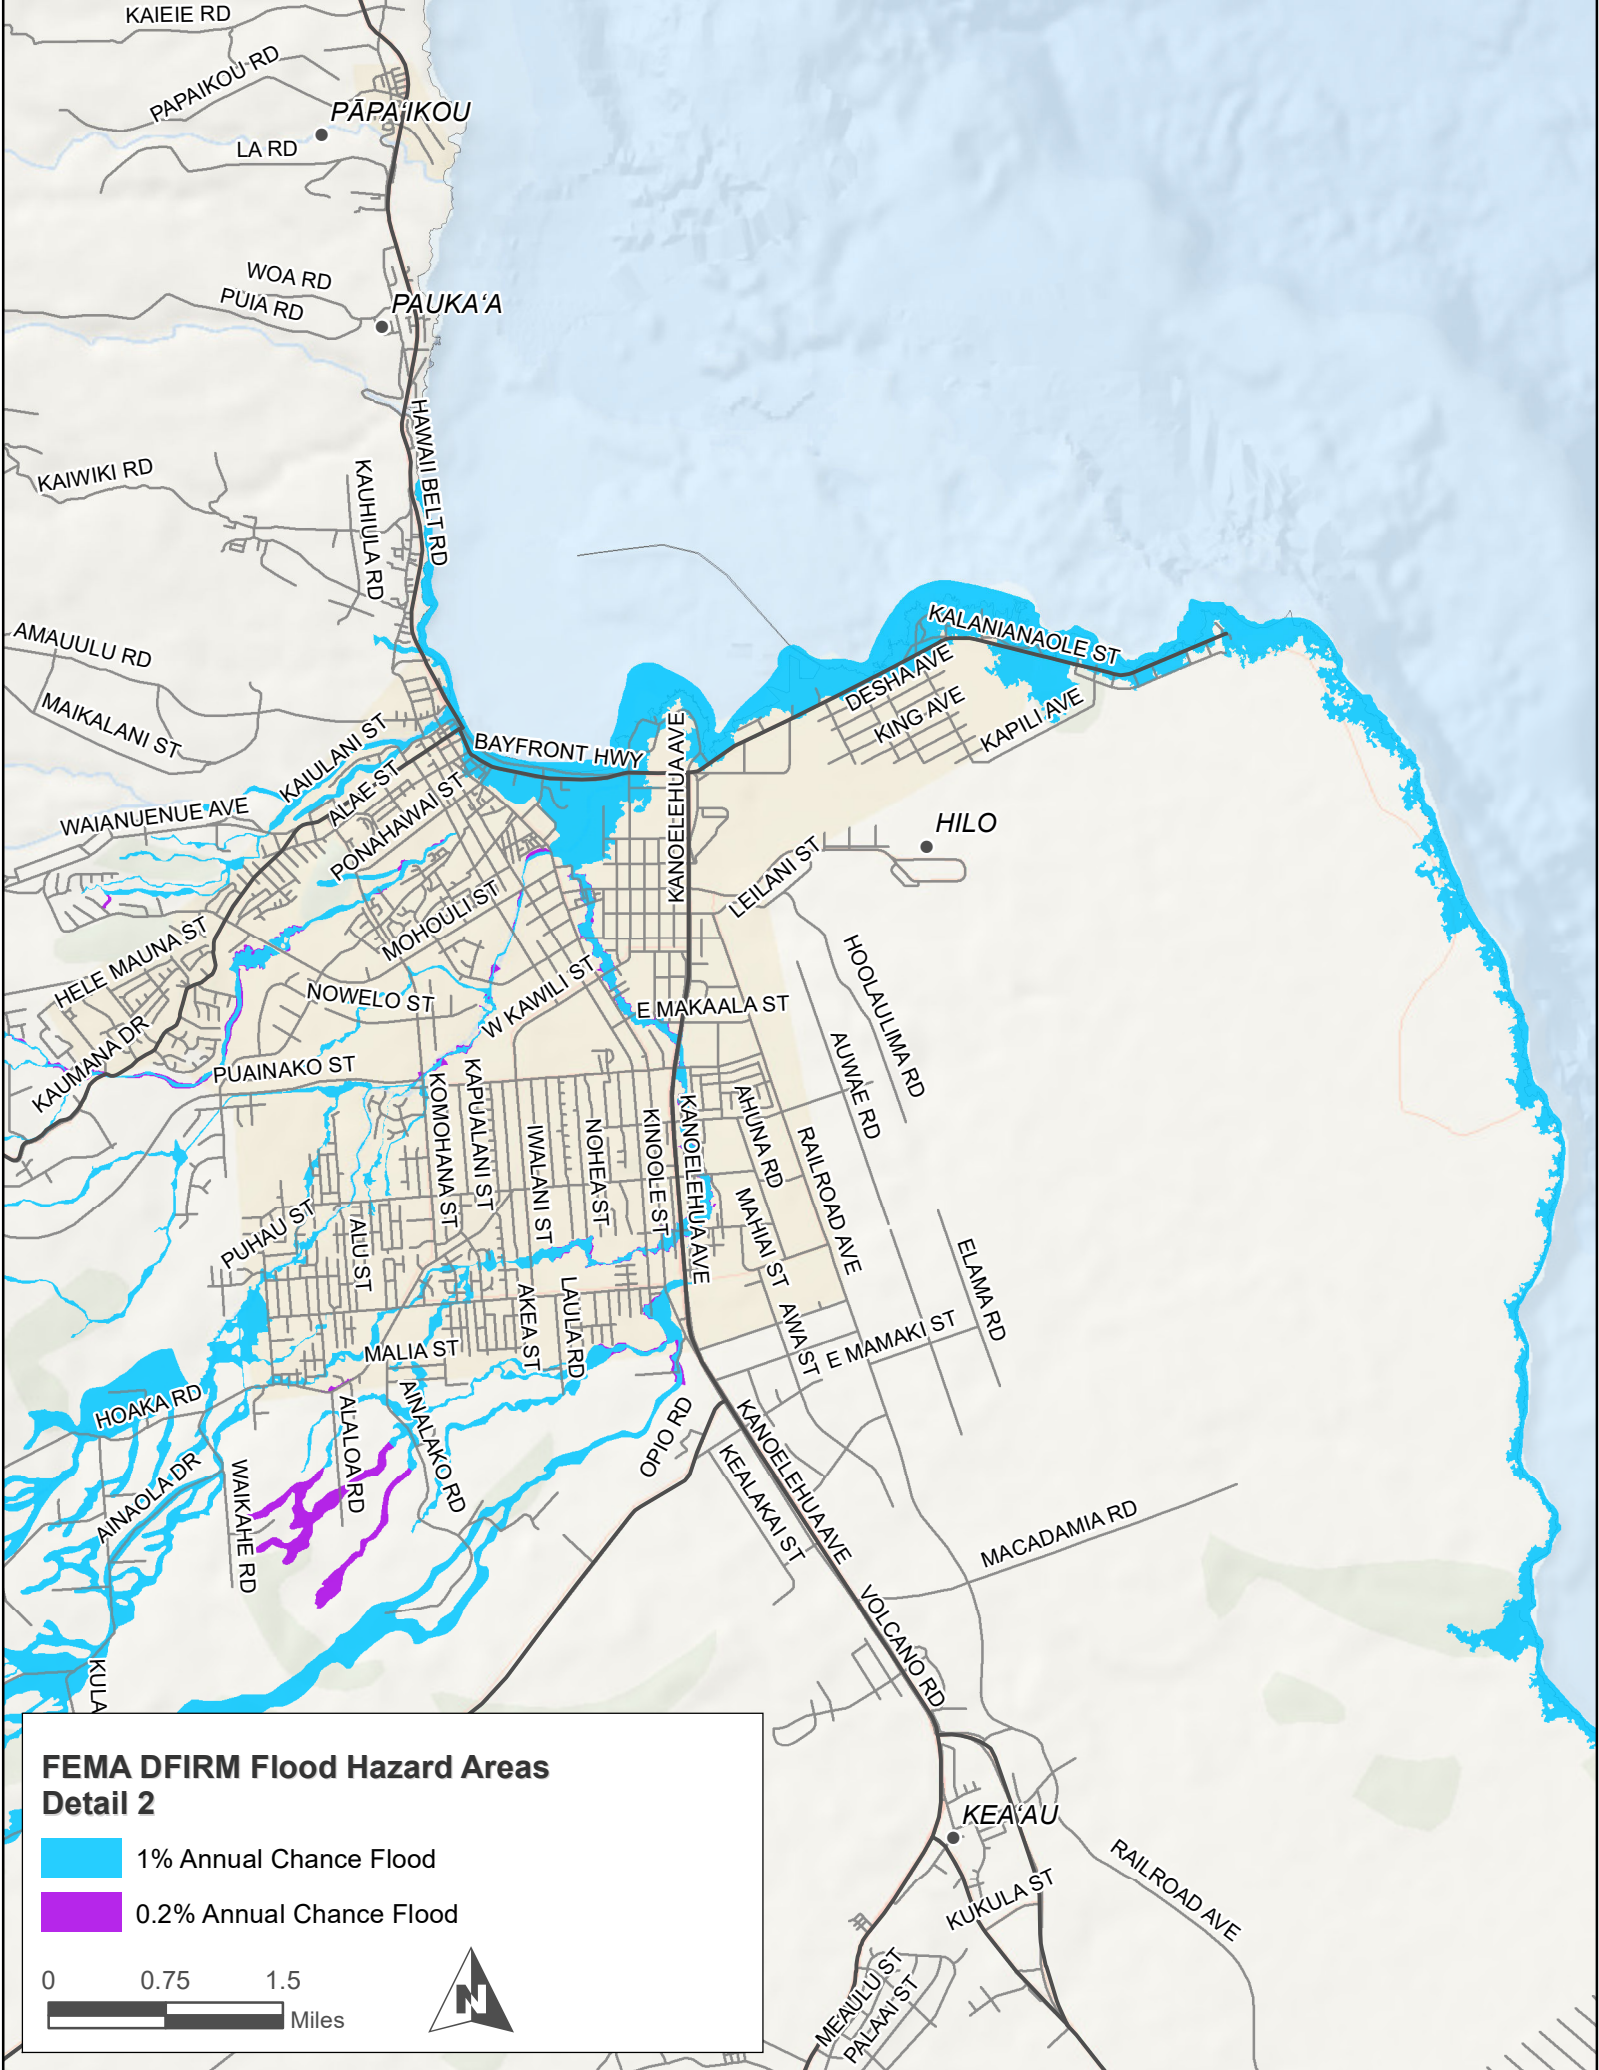 KAIEIE RD
PAPAIKOU RD
PĀPA‘IKOU
LA RD
WOA RD
PUIA RD
PAUKA‘A
HAWAII BELT RD
KAIWIKI RD
KAUHIULA RD
AMAUULU RD
MAIKALANI ST
KALANIANAOLE ST
DESHA AVE
KING AVE
KAPILI AVE
KAIULANI ST
BAYFRONT HWY
KANOELEHUA AVE
ALAE ST
WAIANUENUE AVE
PONAHAWAI ST
HILO
LEILANI ST
MOHOULI ST
HELE MAUNA ST
HOOLAULIMA RD
NOWELO ST
W KAWILI ST
E MAKAALA ST
KAUMANA DR
PUAINAKO ST
AUWAE RD
KOMOHANA ST
KAPUALANI ST
IWALANI ST
NOHEA ST
KINOOLE ST
KANOELEHUA AVE
AHUNA RD
RAILROAD AVE
MAHIAI ST
PUHAU ST
ALU ST
ELAMA RD
AKEA ST
LAULA RD
AWA ST
E MAMAKI ST
MALIA ST
HOAKA RD
ALALOA RD
AINALAKO RD
OPIO RD
KANOELEHUA AVE
KEALAKAI ST
AINAOLA DR
WAIKAHE RD
MACADAMIA RD
VOLCANO RD
KULA
KEA‘AU
KUKULA ST
RAILROAD AVE
MEAULU ST
PALAAI ST
FEMA DFIRM Flood Hazard Areas
Detail 2
1% Annual Chance Flood
0.2% Annual Chance Flood
0 0.75 1.5
Miles
N